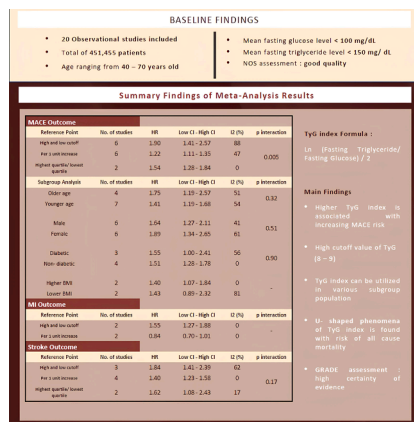 BASELINE FINDINGS
• 20 Observational studies included
• Total of 451,455 patients
• Age ranging from 40 – 70 years old
• Mean fasting glucose level < 100 mg/dL
• Mean fasting triglyceride level < 150 mg/ dL
• NOS assessment : good quality
Summary Findings of Meta-Analysis Results
MACE Outcome
Reference Point No. of studies HR Low CI - High CI I2 (%) p interaction
High and low cutoff 6 1.90 1.41 - 2.57 88
Per 1 unit increase 6 1.22 1.11 - 1.35 47
0.005
Highest quartile/ lowest quartile 2 1.54 1.28 - 1.84 0
Subgroup Analysis No. of studies HR Low CI - High CI I2 (%) p interaction
Older age 4 1.75 1.19 - 2.57 51
0.32
Younger age 7 1.41 1.19 - 1.68 54
Male 6 1.64 1.27 - 2.11 41
0.51
Female 6 1.89 1.34 - 2.65 61
Diabetic 3 1.55 1.00 - 2.41 56
0.90
Non- diabetic 4 1.51 1.28 - 1.78 0
Higher BMI 2 1.40 1.07 - 1.84 0
-
Lower BMI 2 1.43 0.89 - 2.32 81
MI Outcome
Reference Point No. of studies HR Low CI - High CI I2 (%) p interaction
High and low cutoff 2 1.55 1.27 - 1.88 0
-
Per 1 unit increase 2 0.84 0.70 - 1.01 0
Stroke Outcome
Reference Point No. of studies HR Low CI - High CI I2 (%) p interaction
High and low cutoff 3 1.84 1.41 - 2.39 62
Per 1 unit increase 4 1.40 1.23 - 1.58 0
0.17
Highest quartile/ lowest quartile 2 1.62 1.08 - 2.43 17
TyG index Formula :
Ln (Fasting Triglyceride/
Fasting Glucose) / 2
Main Findings
• Higher TyG index is
associated with
increasing MACE risk
• High cutoff value of TyG
(8 – 9)
• TyG index can be utilized
in various subgroup
population.
• U- shaped phenomena
of TyG index is found
with risk of all cause
mortality
• GRADE assessment :
high certainty of
evidence